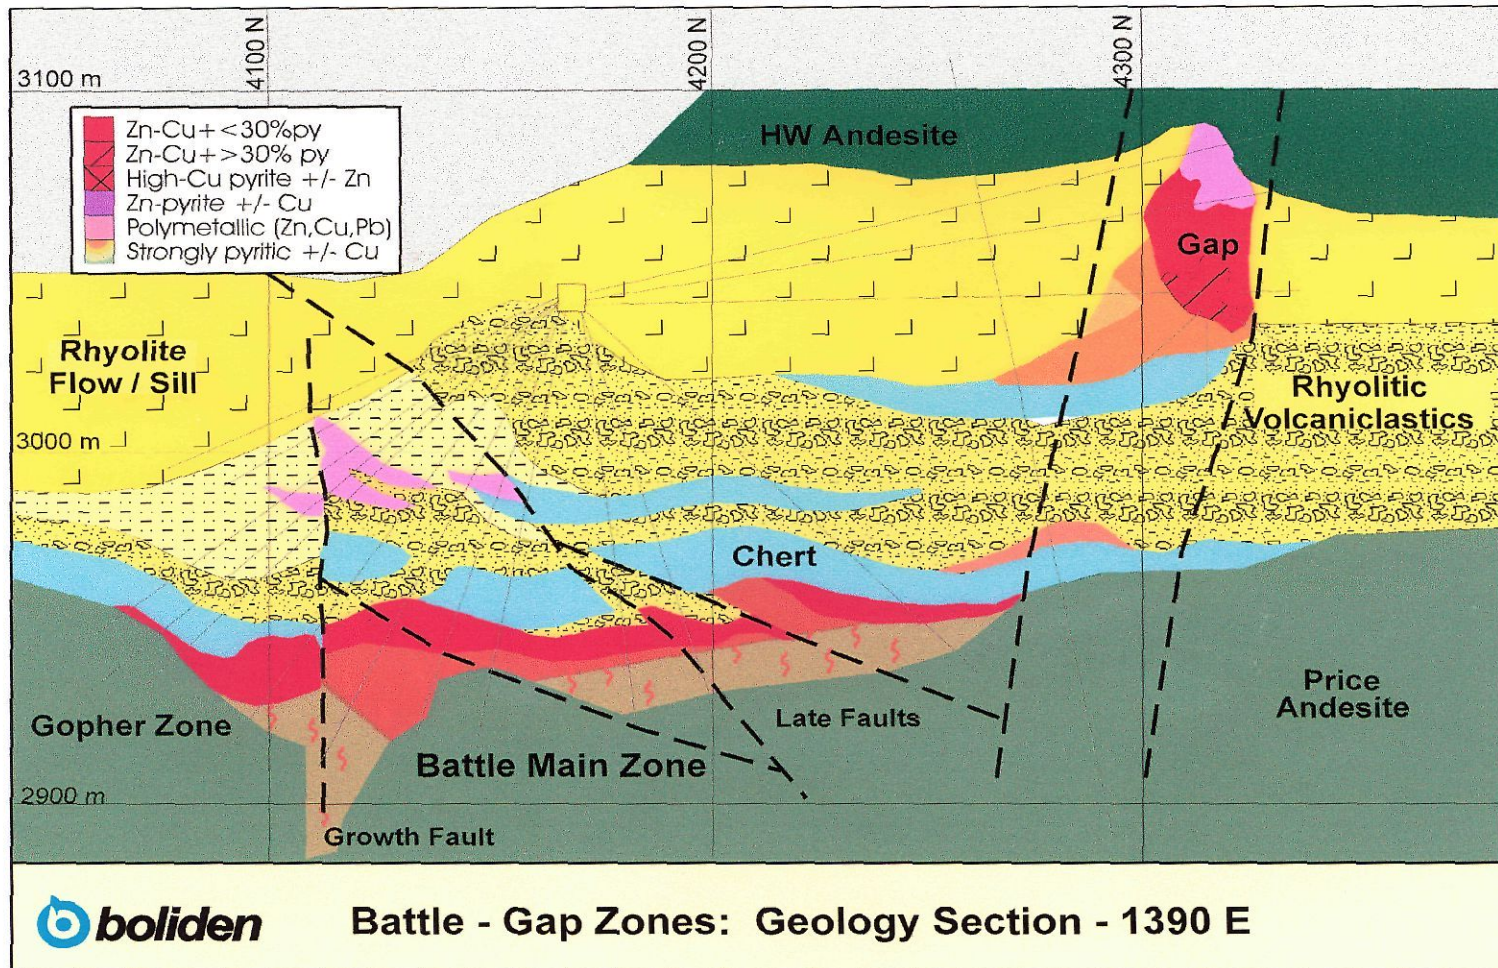 4100 N
4200 N
4300 N
3100 m
Zn-Cu+<30%py
Zn-Cu+>30% py
High-Cu pyrite +/- Zn
Zn-pyrite +/- Cu
Polymetallic (Zn,Cu,Pb)
Strongly pyritic +/- Cu
HW Andesite
Gap
Rhyolite
Flow / Sill
Rhyolitic
Volcaniclastics
3000 m
Chert
Price
Andesite
Gopher Zone
Late Faults
Battle Main Zone
2900 m
Growth Fault
boliden
Battle - Gap Zones: Geology Section - 1390 E